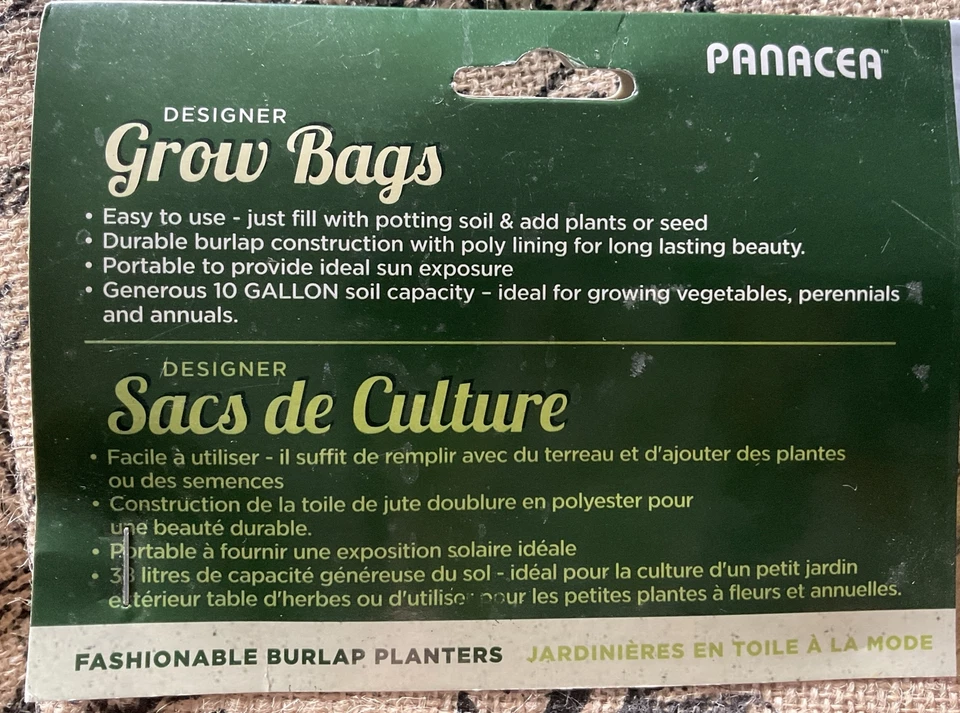 PANACEA™
DESIGNER
Grow Bags
• Easy to use - just fill with potting soil & add plants or seed
• Durable burlap construction with poly lining for long lasting beauty.
• Portable to provide ideal sun exposure
• Generous 10 GALLON soil capacity – ideal for growing vegetables, perennials
and annuals.
DESIGNER
Sacs de Culture
• Facile à utiliser - il suffit de remplir avec du terreau et d'ajouter des plantes
ou des semences
• Construction de la toile de jute doublure en polyester pour
une beauté durable.
• Portable à fournir une exposition solaire idéale
• 38 litres de capacité généreuse du sol - idéal pour la culture d'un petit jardin
extérieur table d'herbes ou d'utiliser pour les petites plantes à fleurs et annuelles.
FASHIONABLE BURLAP PLANTERS JARDINIÈRES EN TOILE À LA MODE